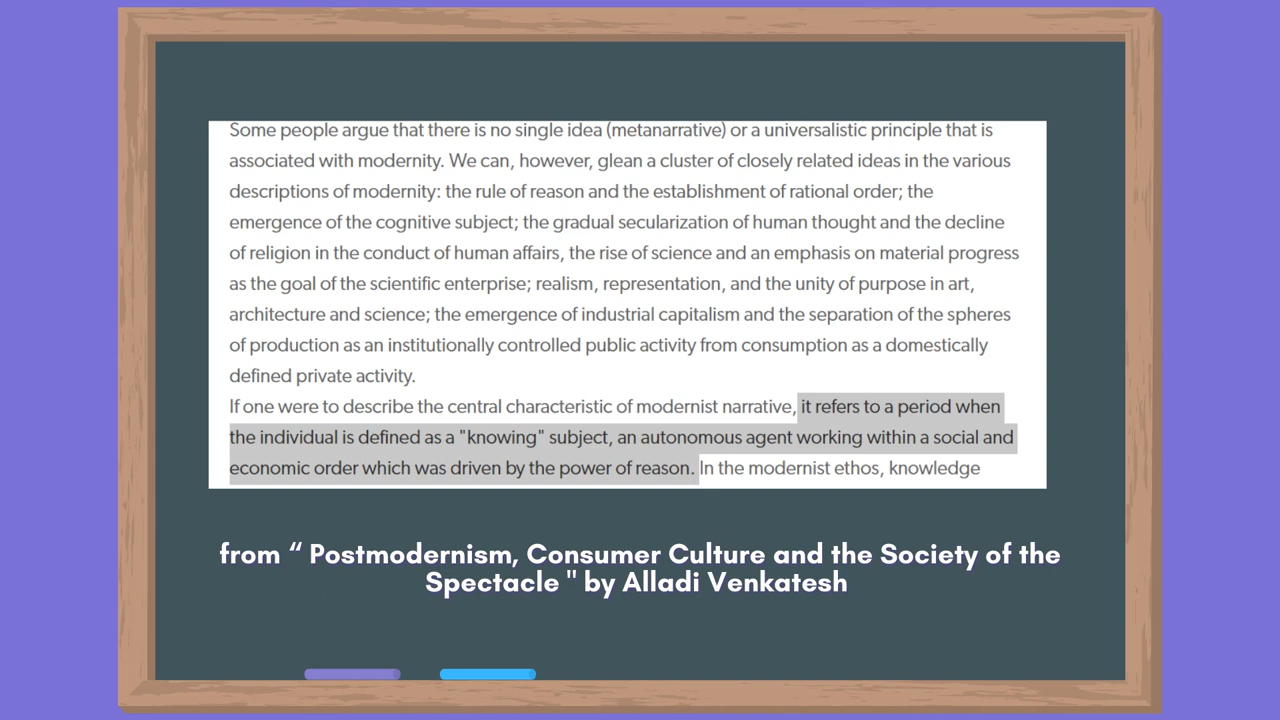 Some people argue that there is no single idea (metanarrative) or a universalistic principle that is
associated with modernity. We can, however, glean a cluster of closely related ideas in the various
descriptions of modernity: the rule of reason and the establishment of rational order; the
emergence of the cognitive subject; the gradual secularization of human thought and the decline
of religion in the conduct of human affairs, the rise of science and an emphasis on material progress
as the goal of the scientific enterprise; realism, representation, and the unity of purpose in art,
architecture and science; the emergence of industrial capitalism and the separation of the spheres
of production as an institutionally controlled public activity from consumption as a domestically
defined private activity.
If one were to describe the central characteristic of modernist narrative, it refers to a period when
the individual is defined as a "knowing" subject, an autonomous agent working within a social and
economic order which was driven by the power of reason. In the modernist ethos, knowledge
from “ Postmodernism, Consumer Culture and the Society of the
Spectacle " by Alladi Venkatesh